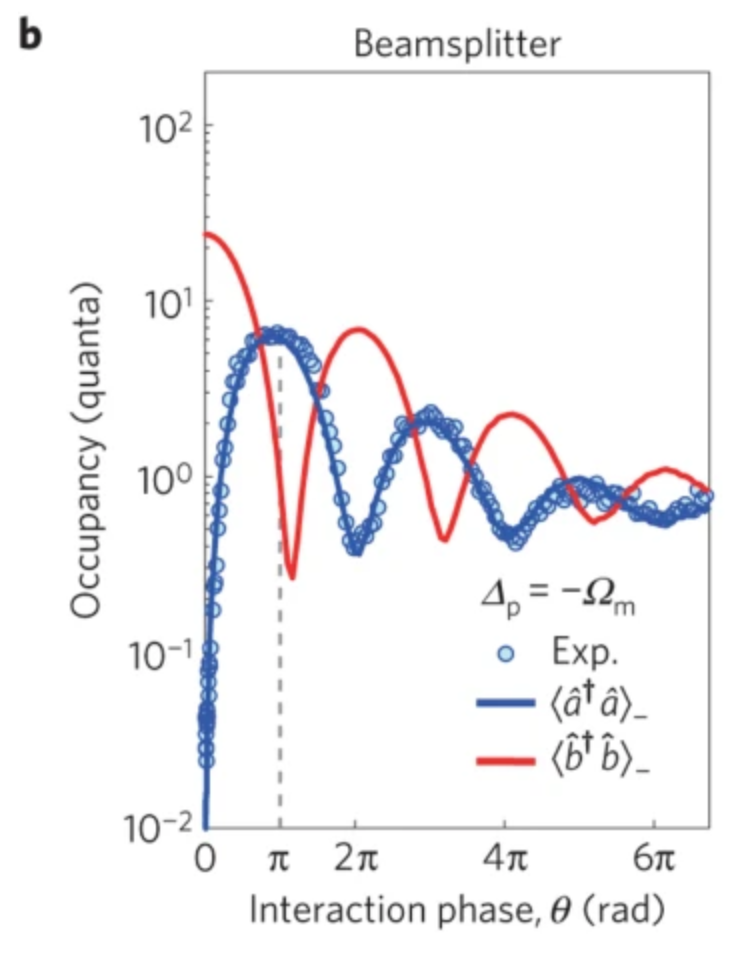 b
Beamsplitter
10²
10¹
10⁰
10⁻¹
10⁻²
Occupancy (quanta)
Δₚ = −Ωₘ
Exp.
⟨â†â⟩₋
⟨b̂†b̂⟩₋
0 π 2π 4π 6π
Interaction phase, θ (rad)